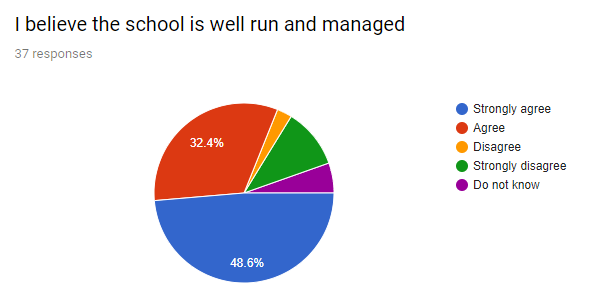 I believe the school is well run and managed
37 responses
Strongly agree
Agree
Disagree
Strongly disagree
Do not know
32.4%
48.6%